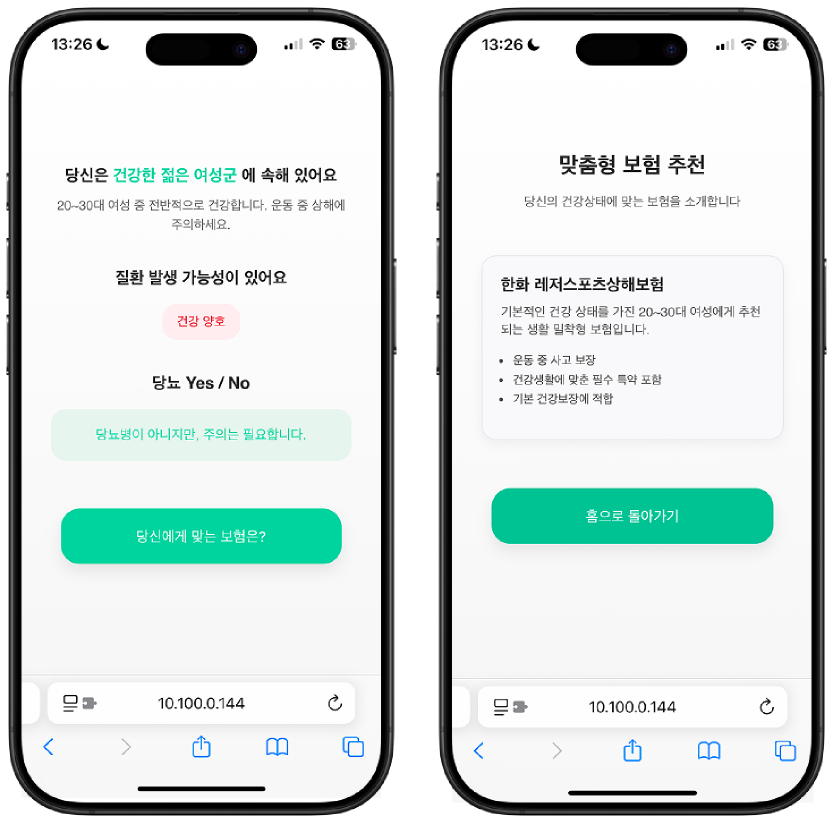 13:26
63
당신은 건강한 젊은 여성군 에 속해 있어요
20~30대 여성 중 전반적으로 건강합니다. 운동 중 상해에
주의하세요.
질환 발생 가능성이 있어요
건강 양호
당뇨 Yes / No
당뇨병이 아니지만, 주의는 필요합니다.
당신에게 맞는 보험은?
10.100.0.144
13:26
63
맞춤형 보험 추천
당신의 건강상태에 맞는 보험을 소개합니다
한화 레저스포츠상해보험
기본적인 건강 상태를 가진 20~30대 여성에게 추천
되는 생활 밀착형 보험입니다.
• 운동 중 사고 보장
• 건강생활에 맞춘 필수 특약 포함
• 기본 건강보장에 적합
홈으로 돌아가기
10.100.0.144